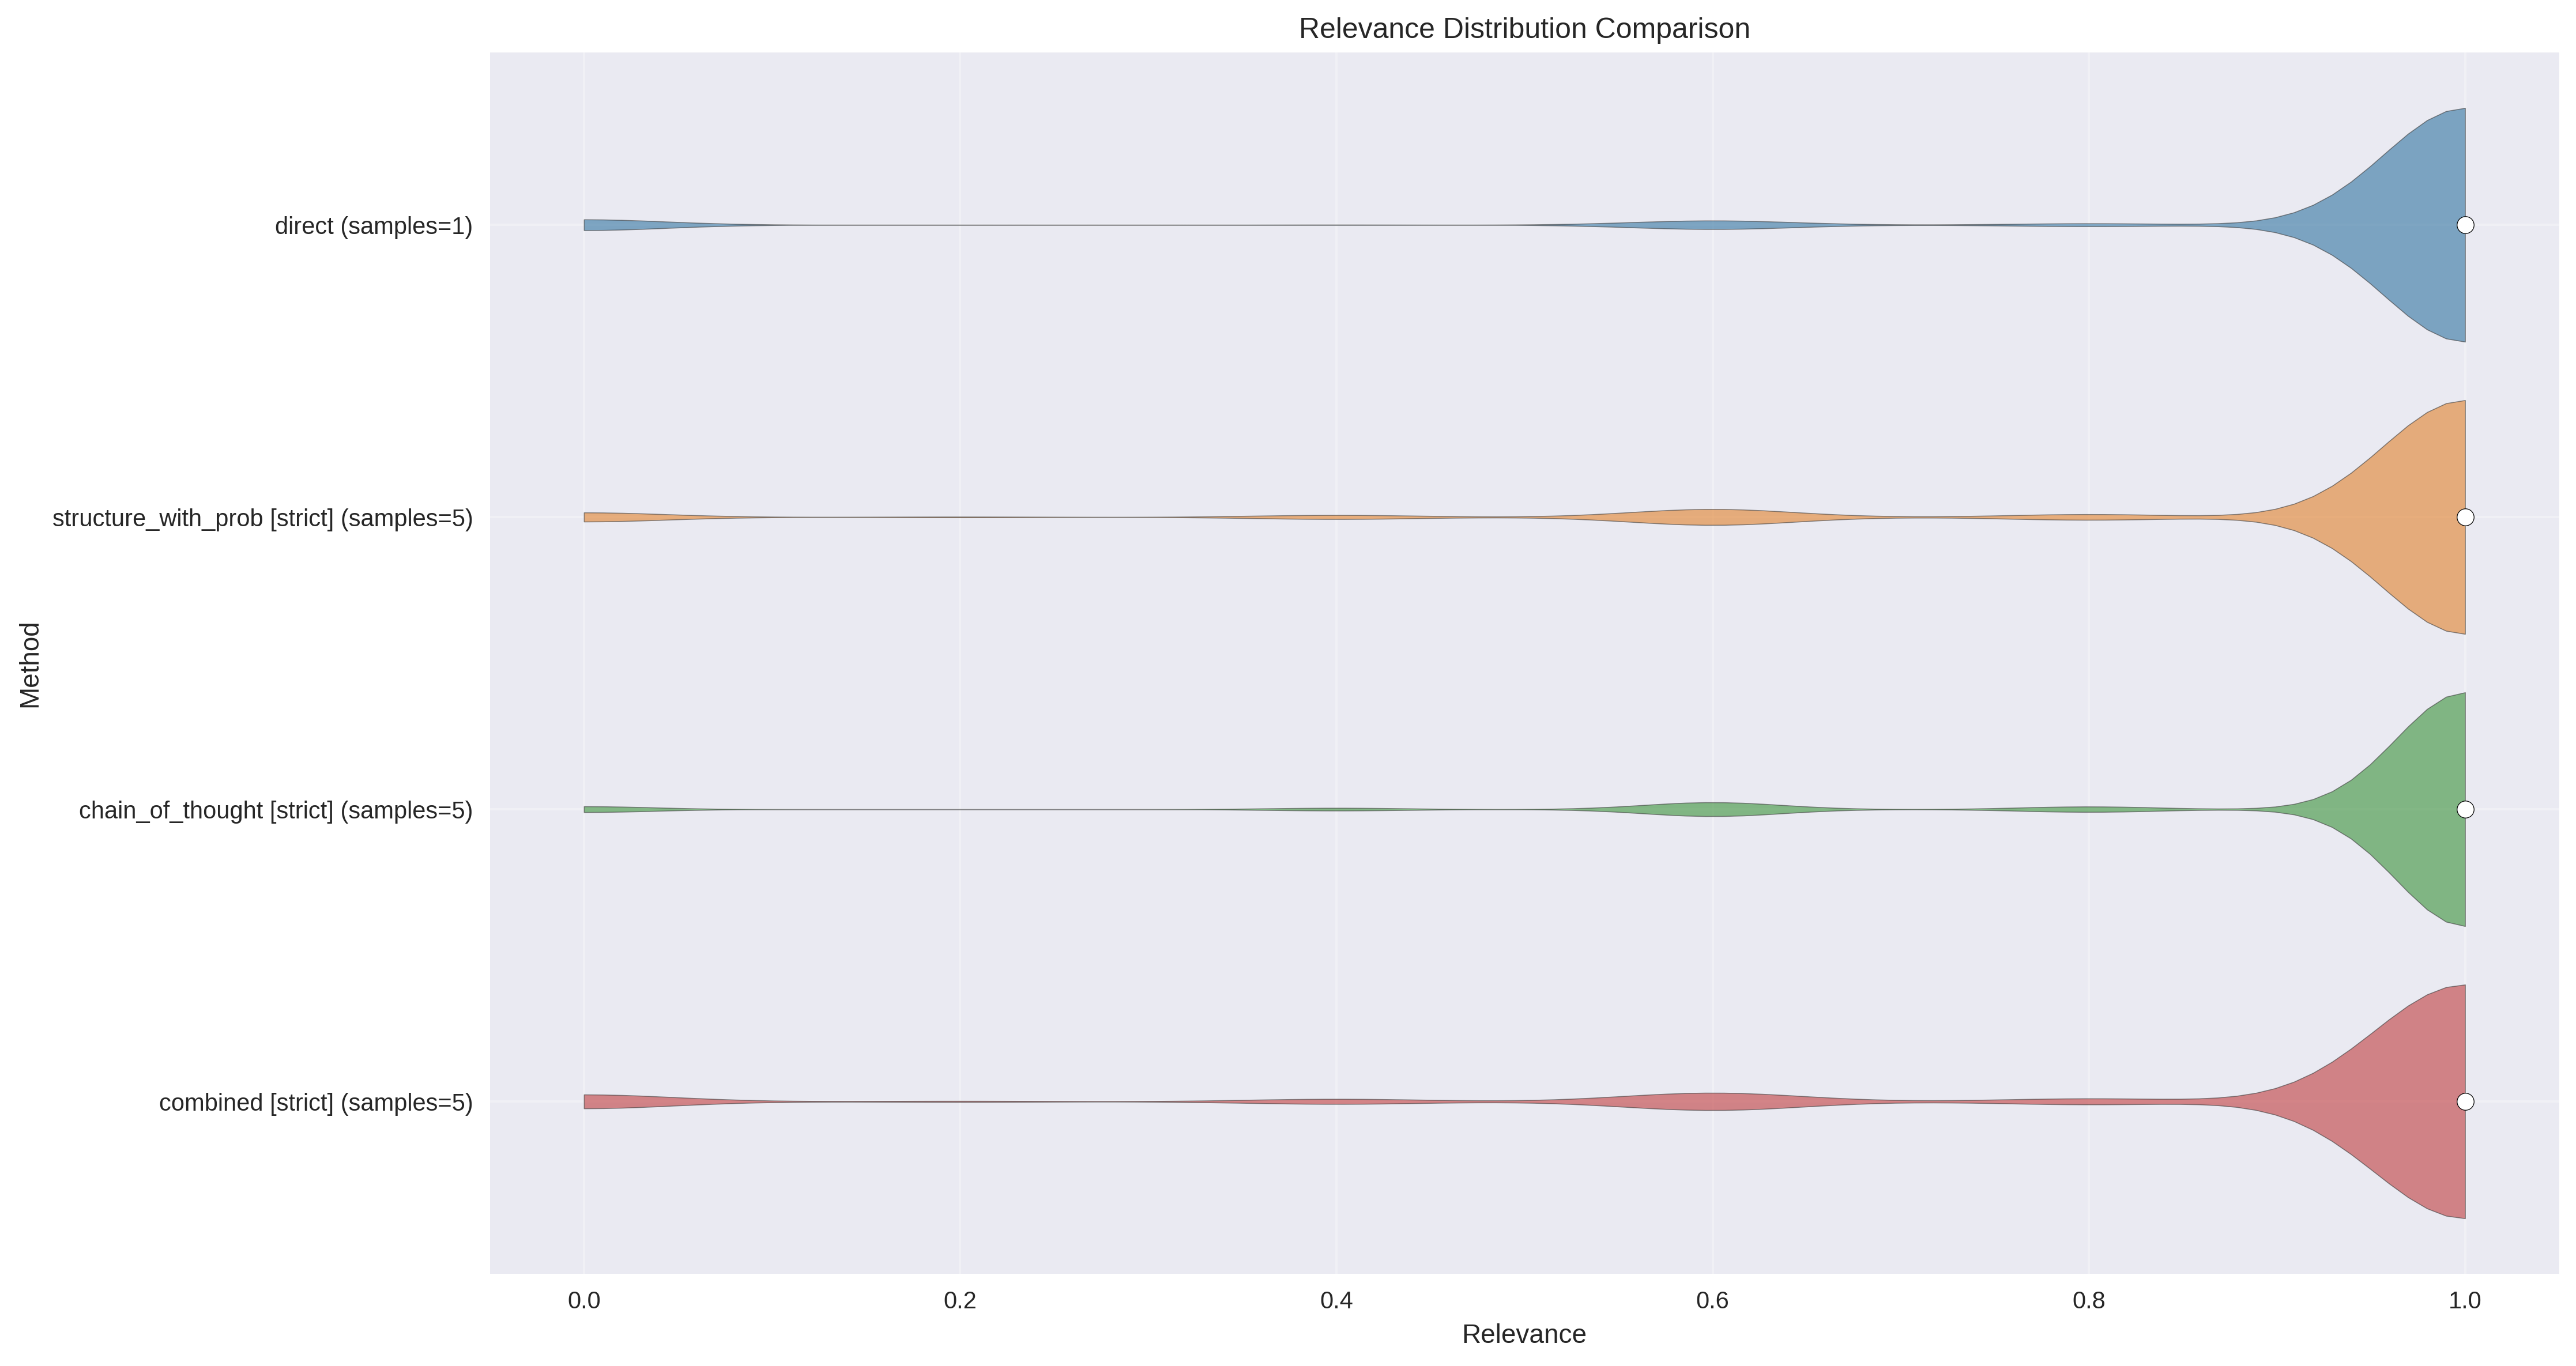 Relevance Distribution Comparison
direct (samples=1)
structure_with_prob [strict] (samples=5)
Method
chain_of_thought [strict] (samples=5)
combined [strict] (samples=5)
0.0 0.2 0.4 0.6 0.8 1.0
Relevance